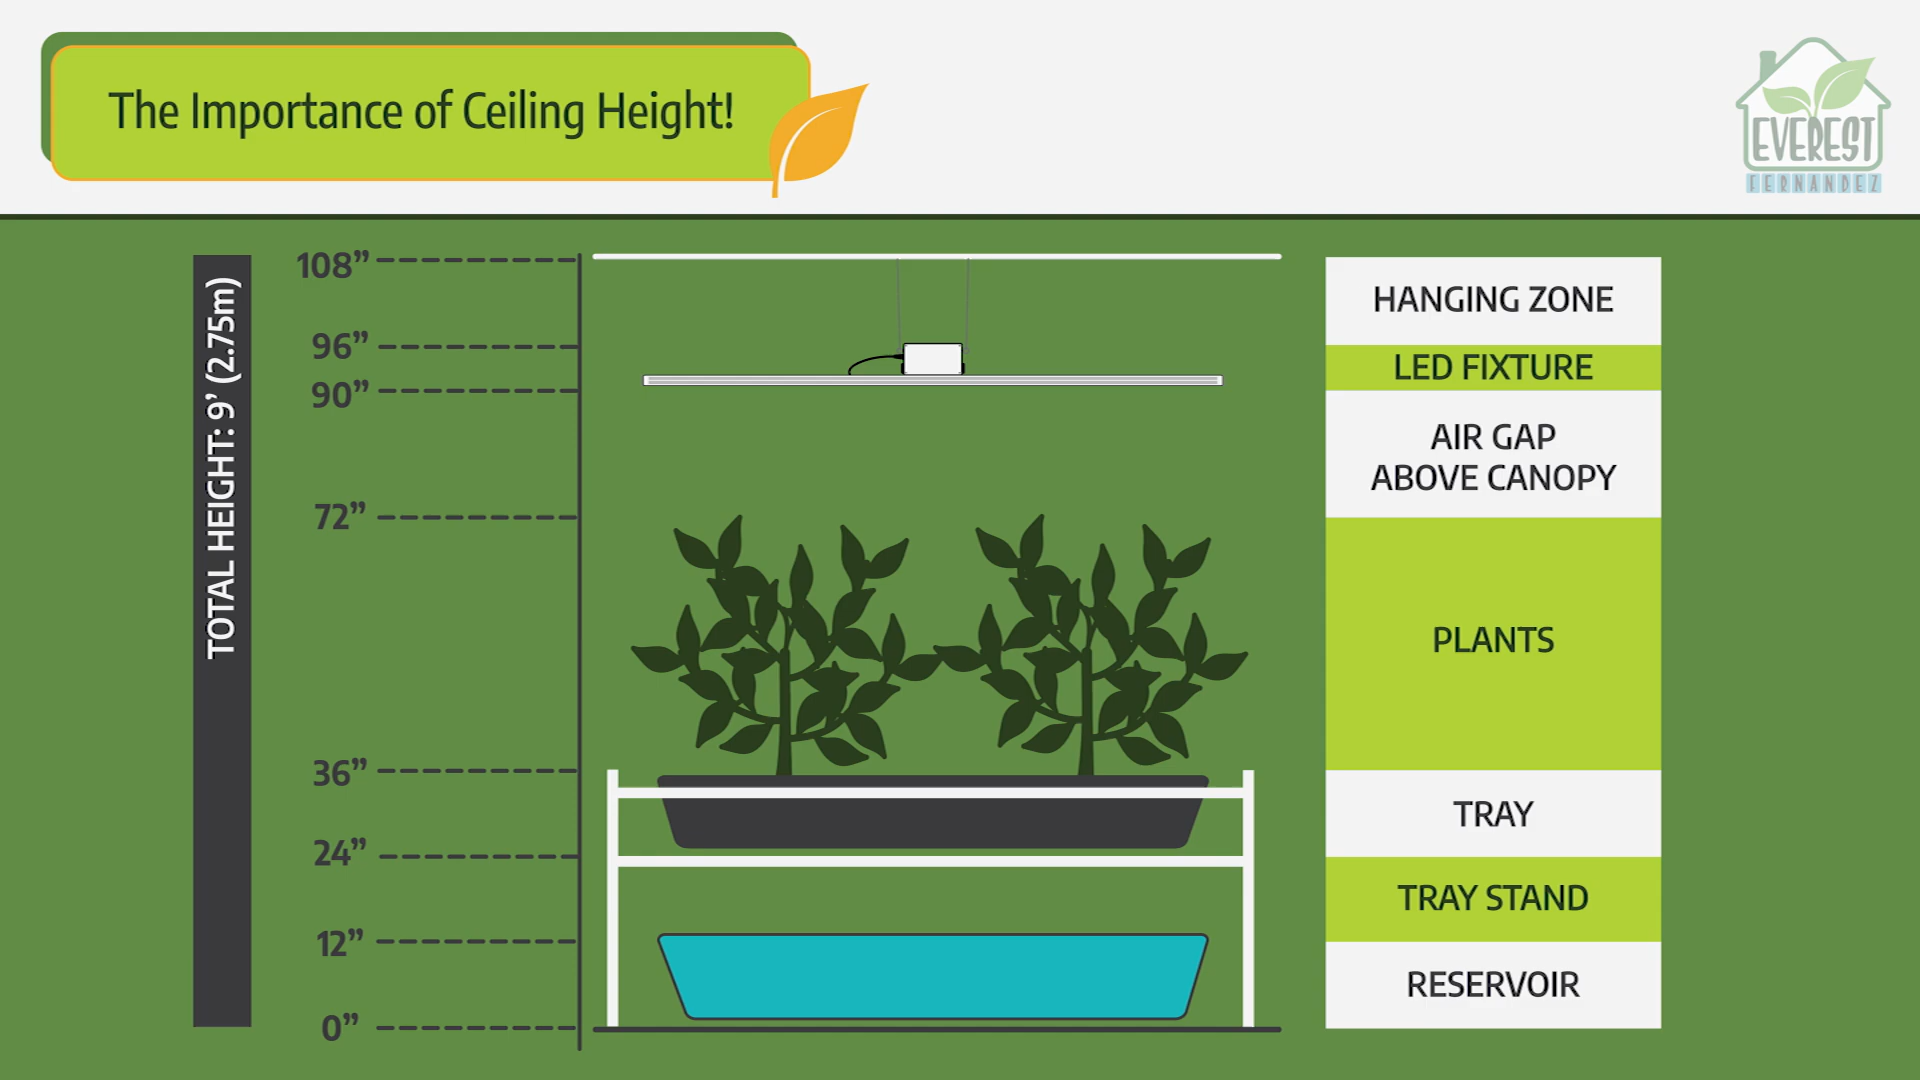 The Importance of Ceiling Height!
EVEREST
FERNANDEZ
TOTAL HEIGHT: 9’ (2.75m)
108”
96”
90”
72”
36”
24”
12”
0”
HANGING ZONE
LED FIXTURE
AIR GAP
ABOVE CANOPY
PLANTS
TRAY
TRAY STAND
RESERVOIR